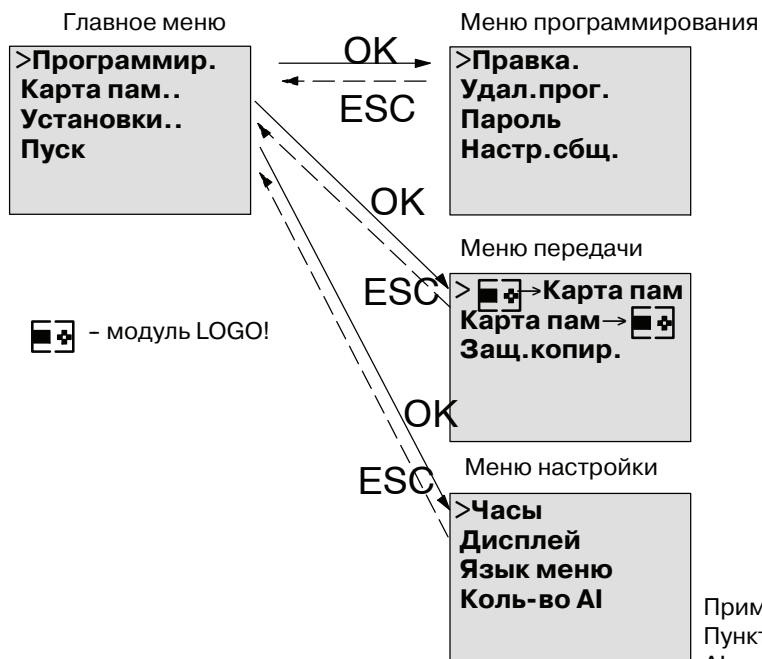 Главное меню
>Программир.
Карта пам..
Установки..
Пуск
OK
ESC
Меню программирования
>Правка.
Удал.прог.
Пароль
Настр.сбщ.
OK
ESC
Меню передачи
> →Карта пам
Карта пам→
Защ.копир.
– модуль LOGO!
OK
ESC
Меню настройки
>Часы
Дисплей
Язык меню
Коль-во AI
Прим
Пункт